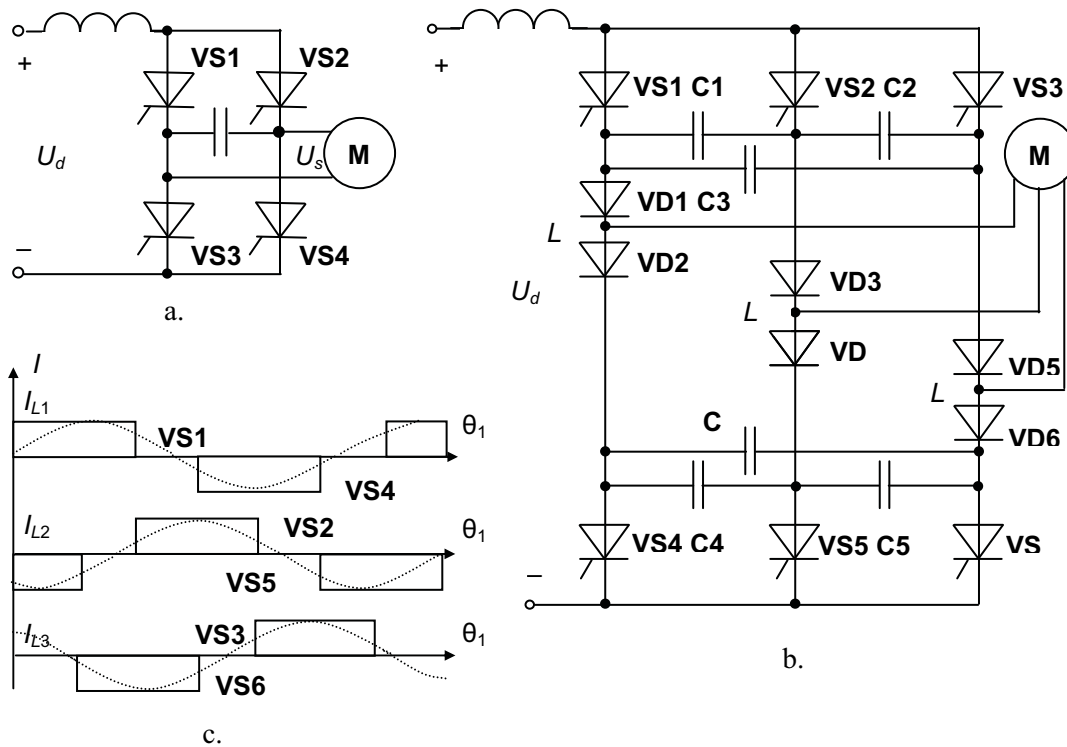 +
VS1
VS2
U_d
U_s
M
−
VS3
VS4
a.
+
VS1 C1
VS2 C2
VS3
M
VD1 C3
L
VD2
U_d
VD3
L
VD
VD5
L
VD6
C
VS4 C4
VS5 C5
VS
−
b.
I
I_L1
θ₁
VS1
VS4
I_L2
VS2
θ₁
VS5
I_L3
VS3
θ₁
VS6
c.